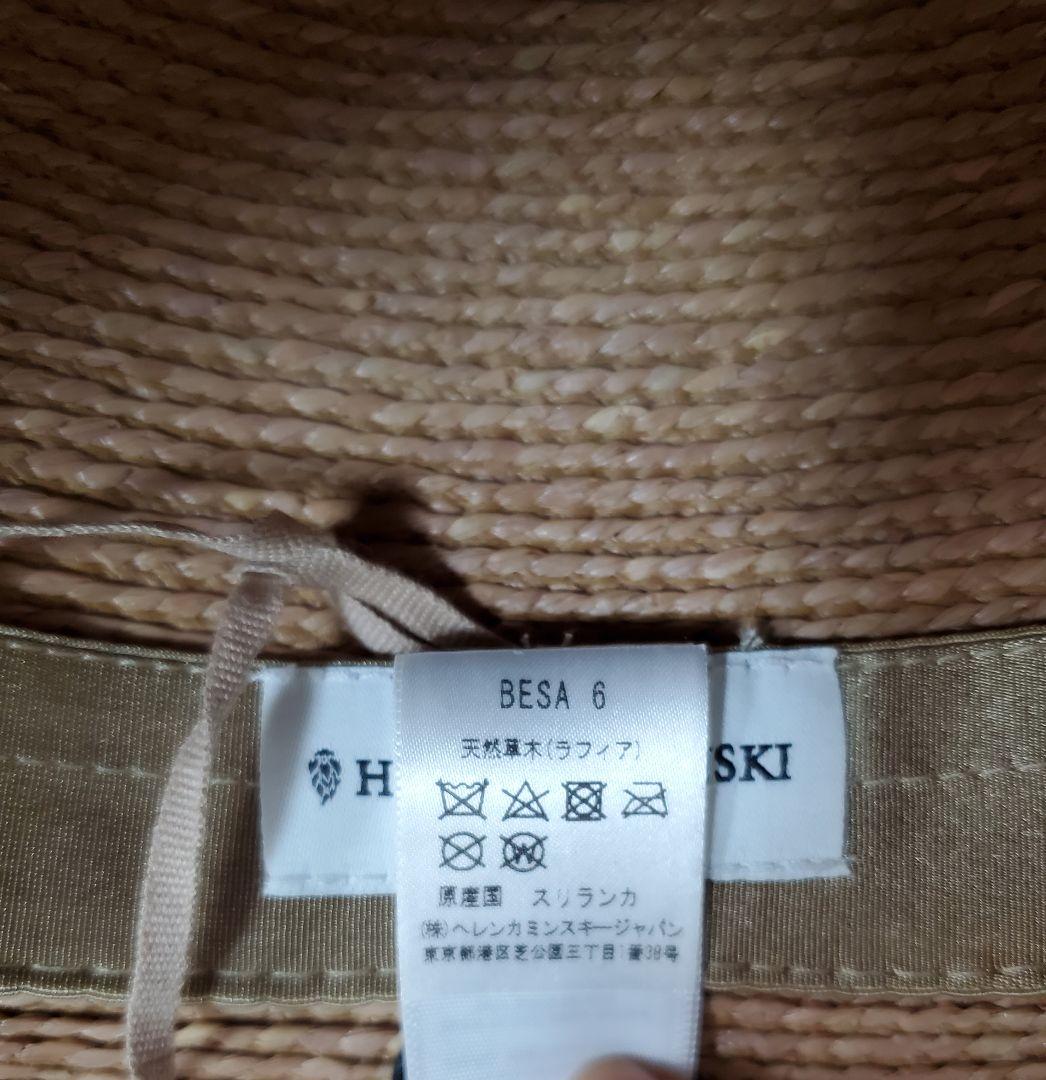 BESA 6
天然草木(ラフィア)
H SKI
原産国 スリランカ
(株)ヘレンカミンスキージャパン
東京都港区芝公園三丁目1番38号